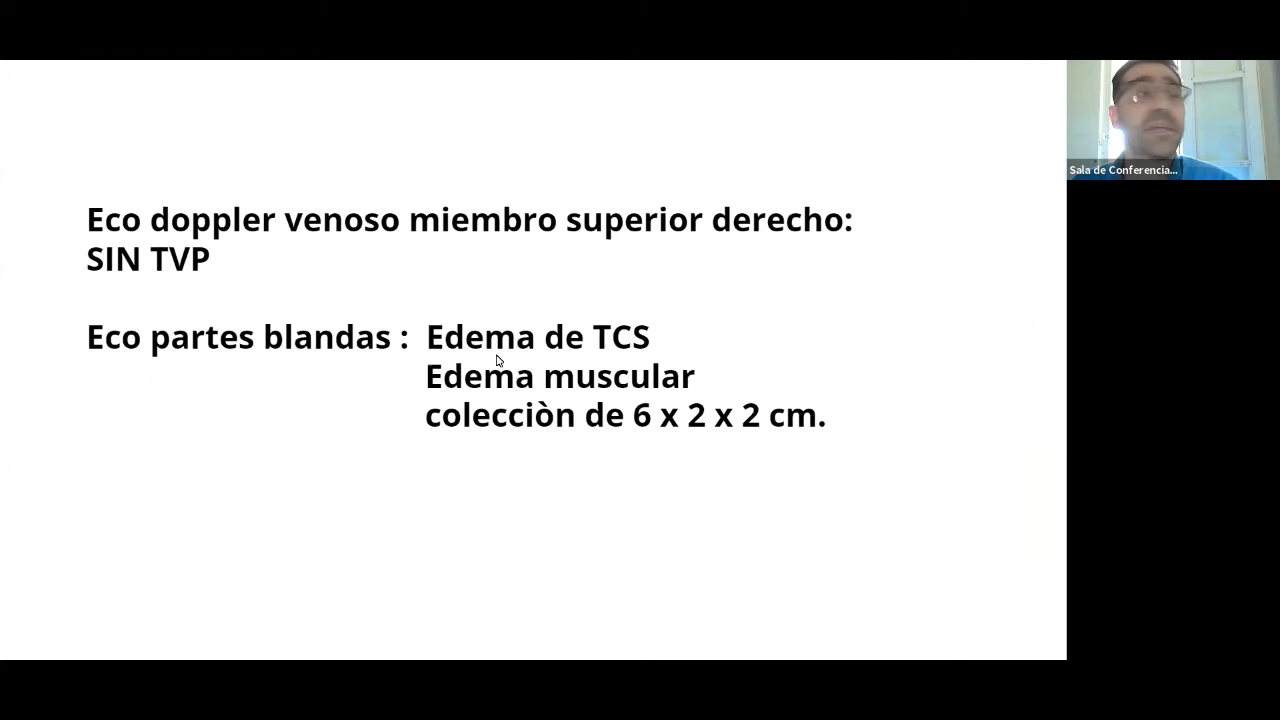 Eco doppler venoso miembro superior derecho:
SIN TVP
Eco partes blandas : Edema de TCS
Edema muscular
colecciòn de 6 x 2 x 2 cm.
Sala de Conferencia...